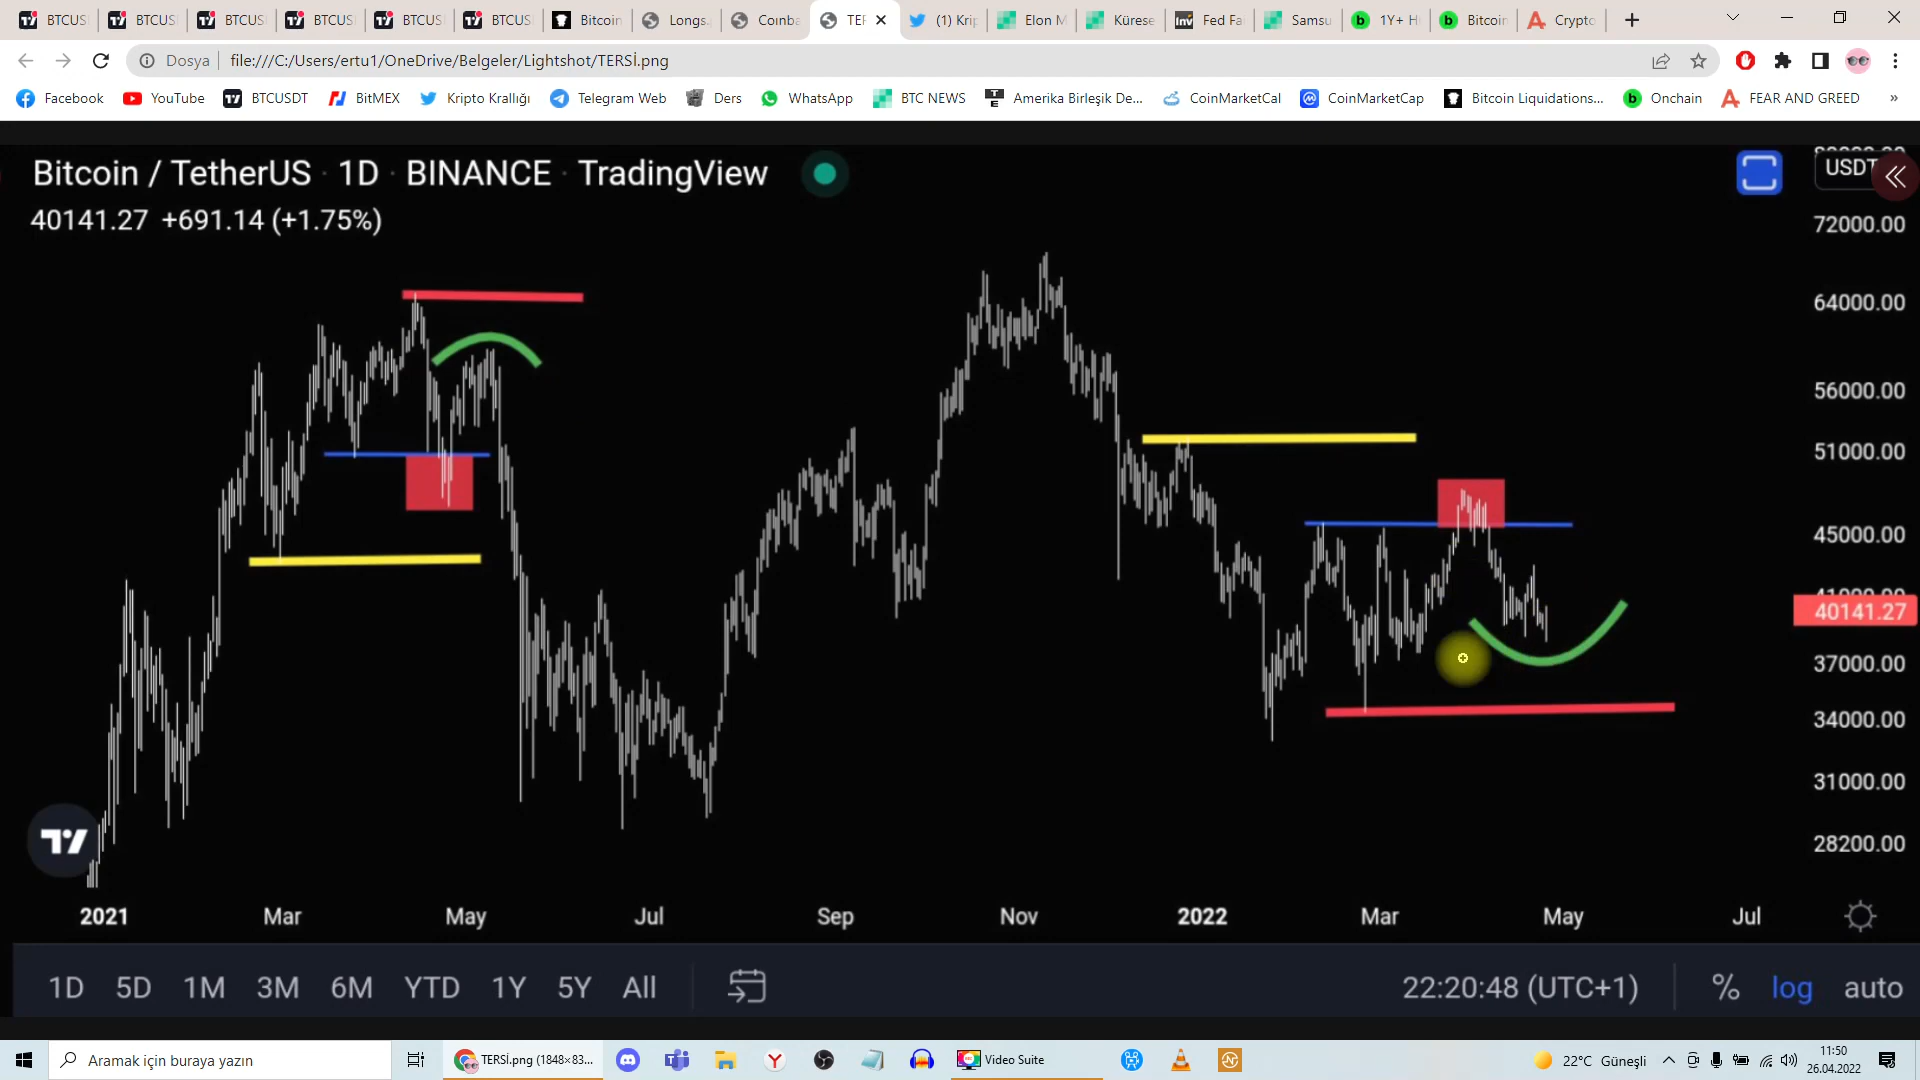 BTCUS
BTCUS
BTCUS
BTCUS
BTCUS
BTCUS
Bitcoin
Longs.
Coinba
TEF
(1) Krip
Elon M
Kürese
Fed Fa
Samsu
1Y+ H
Bitcoin
Crypto
Dosya
file:///C:/Users/ertu1/OneDrive/Belgeler/Lightshot/TERSİ.png
Facebook YouTube BTCUSDT BitMEX Kripto Krallığı Telegram Web Ders WhatsApp BTC NEWS Amerika Birleşik De... CoinMarketCal CoinMarketCap Bitcoin Liquidations... Onchain FEAR AND GREED »
Bitcoin / TetherUS · 1D · BINANCE · TradingView
USDT
40141.27 +691.14 (+1.75%)
72000.00
64000.00
56000.00
51000.00
45000.00
40141.27
37000.00
34000.00
31000.00
28200.00
2021 Mar May Jul Sep Nov 2022 Mar May Jul
1D 5D 1M 3M 6M YTD 1Y 5Y All
22:20:48 (UTC+1) % log auto
Aramak için buraya yazın
TERSİ.png (1848×83...
Video Suite
22°C Güneşli
11:50
26.04.2022